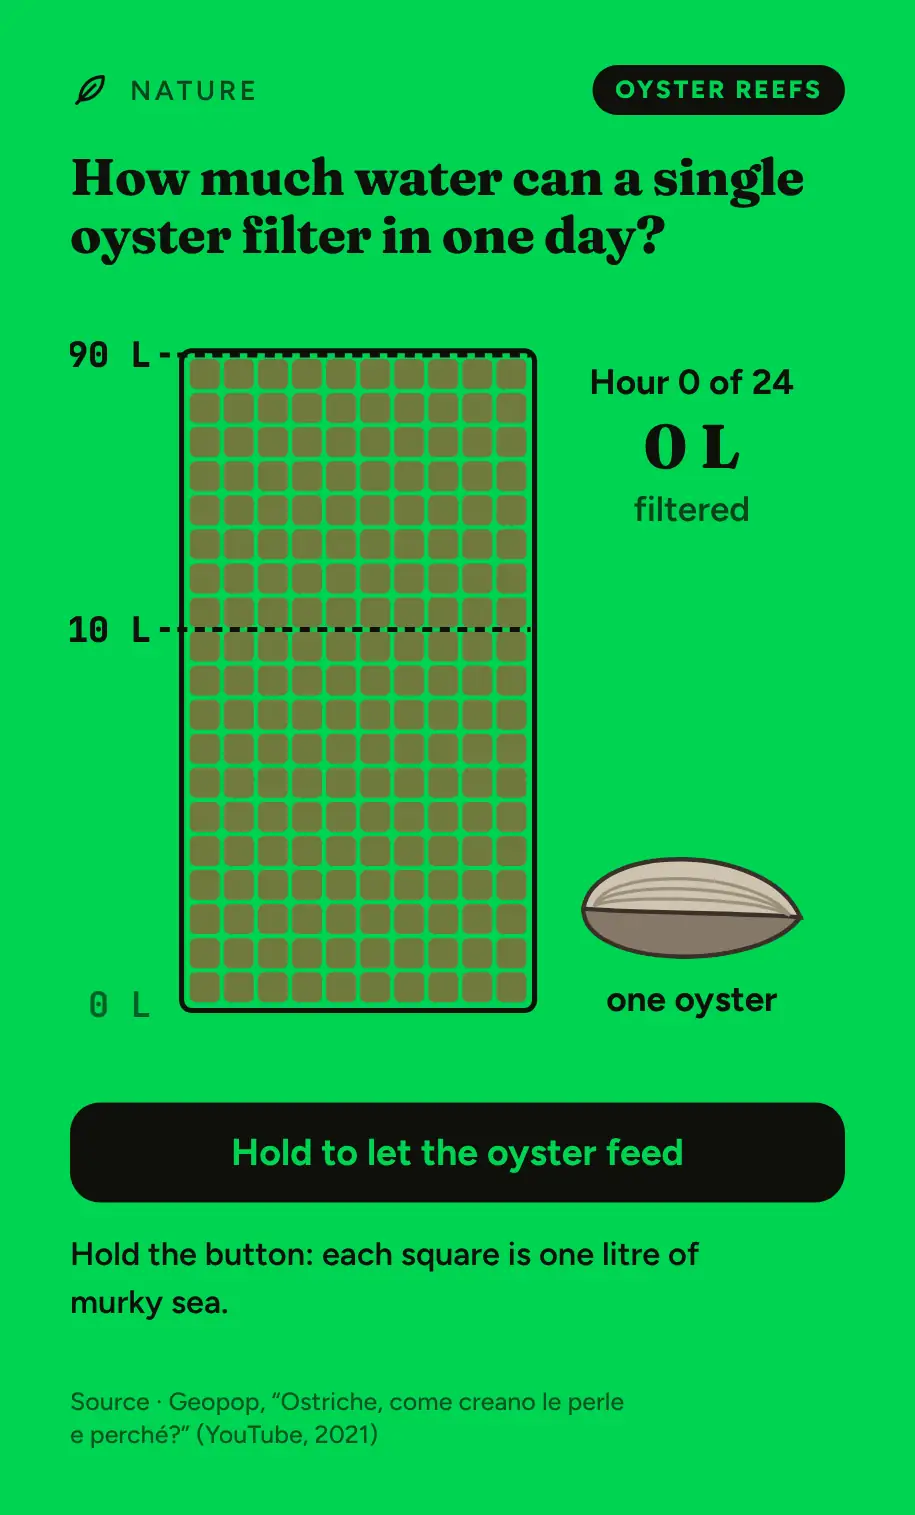 NATURE
OYSTER REEFS
How much water can a single
oyster filter in one day?
90 L
Hour 0 of 24
0 L
filtered
10 L
0 L
one oyster
Hold to let the oyster feed
Hold the button: each square is one litre of
murky sea.
Source · Geopop, “Ostriche, come creano le perle
e perché?” (YouTube, 2021)